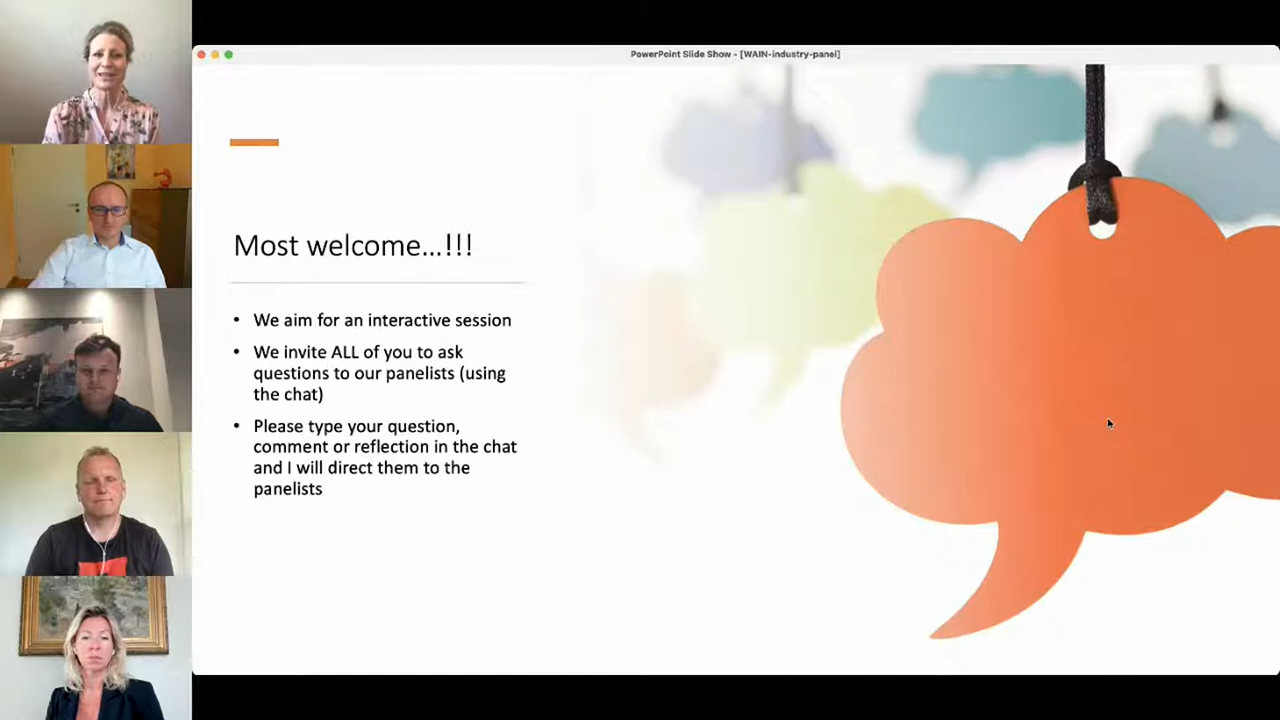 PowerPoint Slide Show - [WAIN-industry-panel]
Most welcome...!!!
• We aim for an interactive session
• We invite ALL of you to ask
questions to our panelists (using
the chat)
• Please type your question,
comment or reflection in the chat
and I will direct them to the
panelists